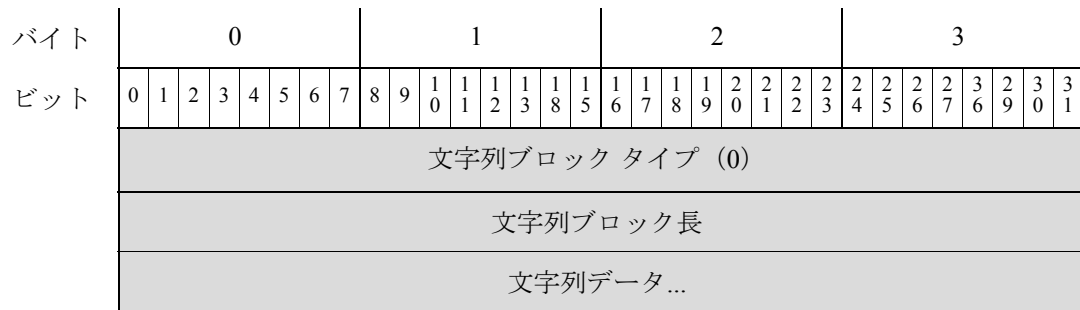 バイト 0 1 2 3
ビット 0 1 2 3 4 5 6 7 8 9 10 11 12 13 18 15 16 17 18 19 20 21 22 23 24 25 26 27 36 29 30 31
文字列ブロック タイプ (0)
文字列ブロック長
文字列データ...